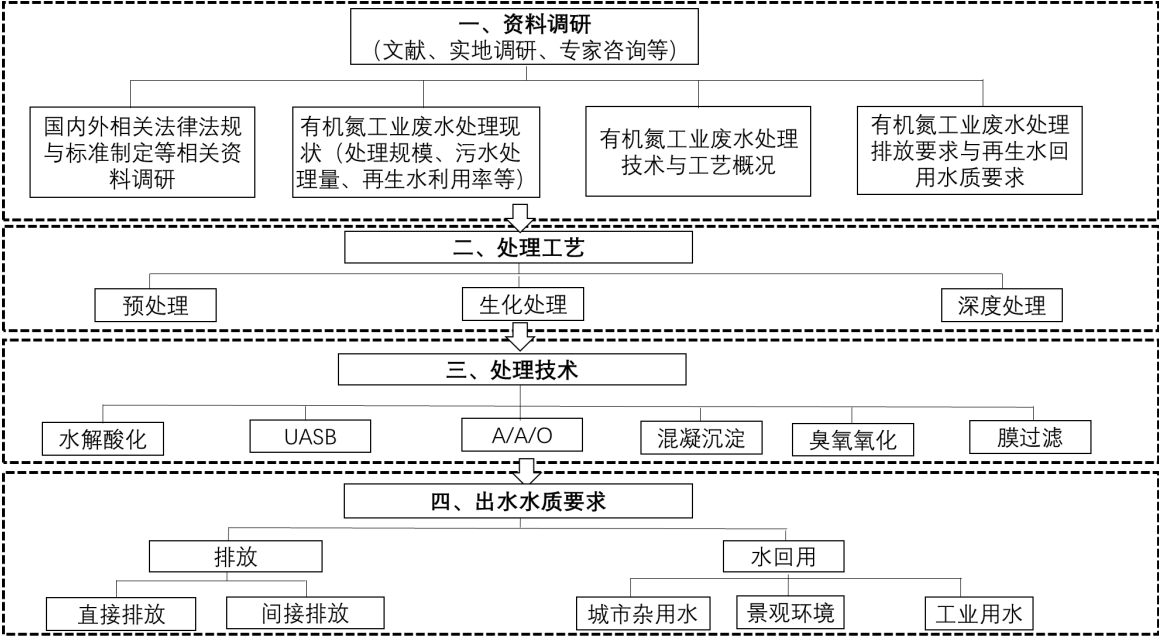 一、资料调研
（文献、实地调研、专家咨询等）
国内外相关法律法规
与标准制定等相关资
料调研
有机氮工业废水处理现
状（处理规模、污水处
理量、再生水利用率等）
有机氮工业废水处理
技术与工艺概况
有机氮工业废水处理
排放要求与再生水回
用水质要求
二、处理工艺
预处理
生化处理
深度处理
三、处理技术
水解酸化
UASB
A/A/O
混凝沉淀
臭氧氧化
膜过滤
四、出水水质要求
排放
水回用
直接排放
间接排放
城市杂用水
景观环境
工业用水